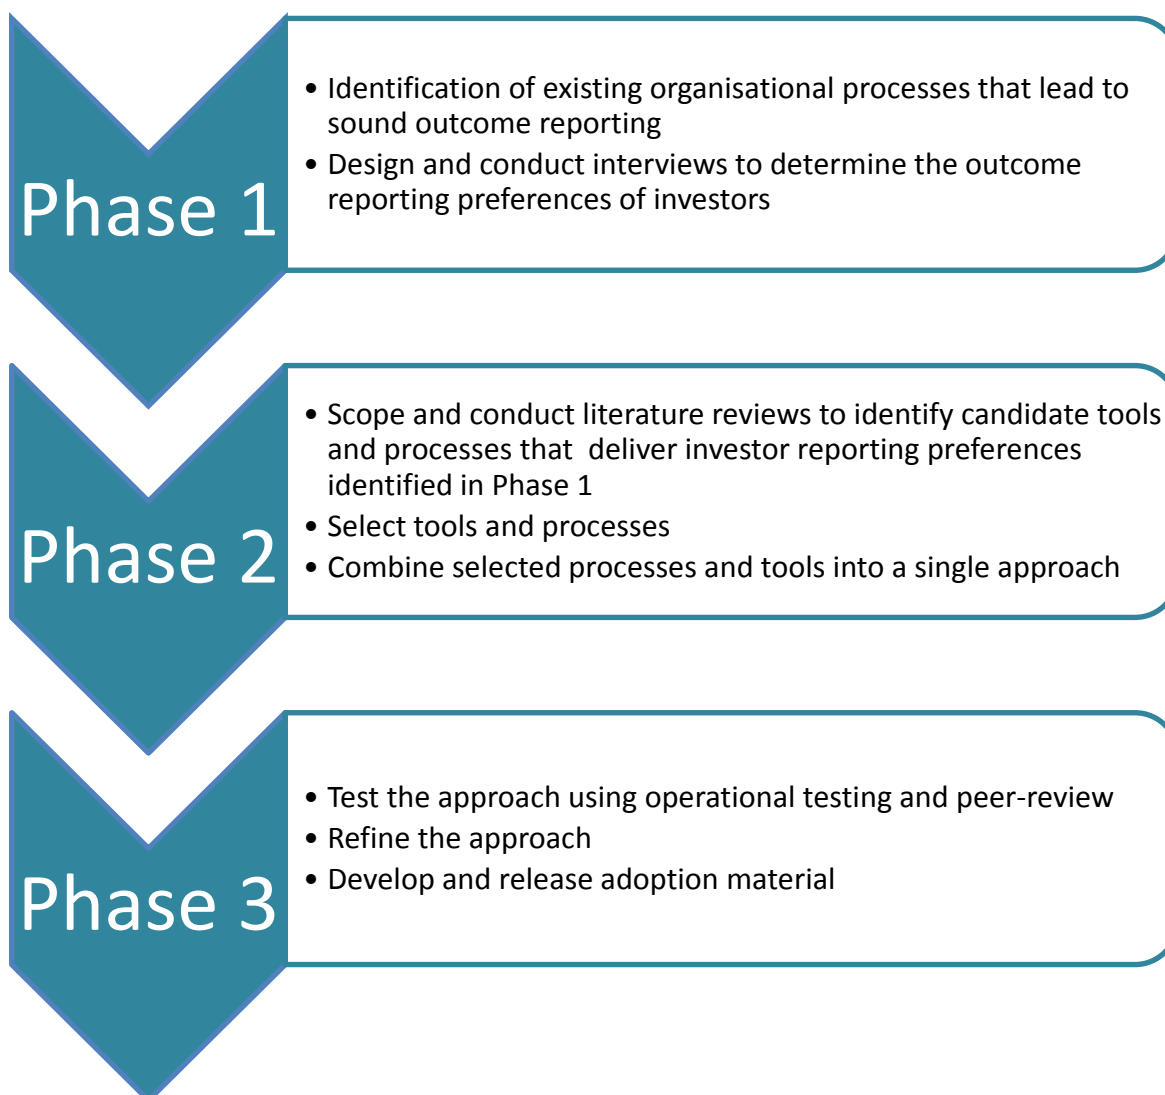 Phase 1
• Identification of existing organisational processes that lead to
sound outcome reporting
• Design and conduct interviews to determine the outcome
reporting preferences of investors
Phase 2
• Scope and conduct literature reviews to identify candidate tools
and processes that  deliver investor reporting preferences
identified in Phase 1
• Select tools and processes
• Combine selected processes and tools into a single approach
Phase 3
• Test the approach using operational testing and peer-review
• Refine the approach
• Develop and release adoption material